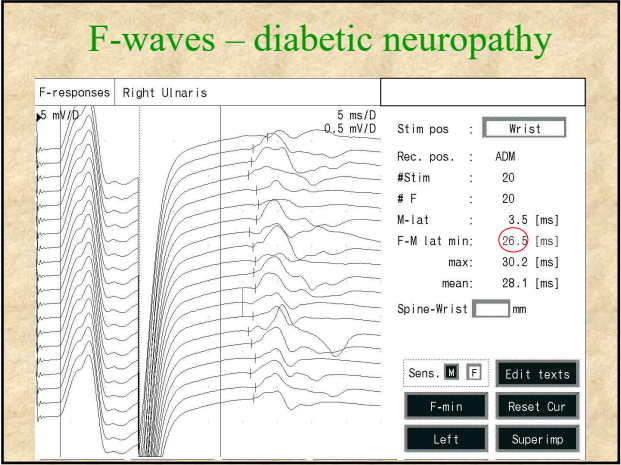 F-waves – diabetic neuropathy
F-responses Right Ulnaris
5 mV/D
5 ms/D
0.5 mV/D
Stim pos : Wrist
Rec. pos. : ADM
#Stim : 20
# F : 20
M-lat : 3.5 [ms]
F-M lat min: 26.5 [ms]
max: 30.2 [ms]
mean: 28.1 [ms]
Spine-Wrist mm
Sens. M F
Edit texts
F-min
Reset Cur
Left
Superimp